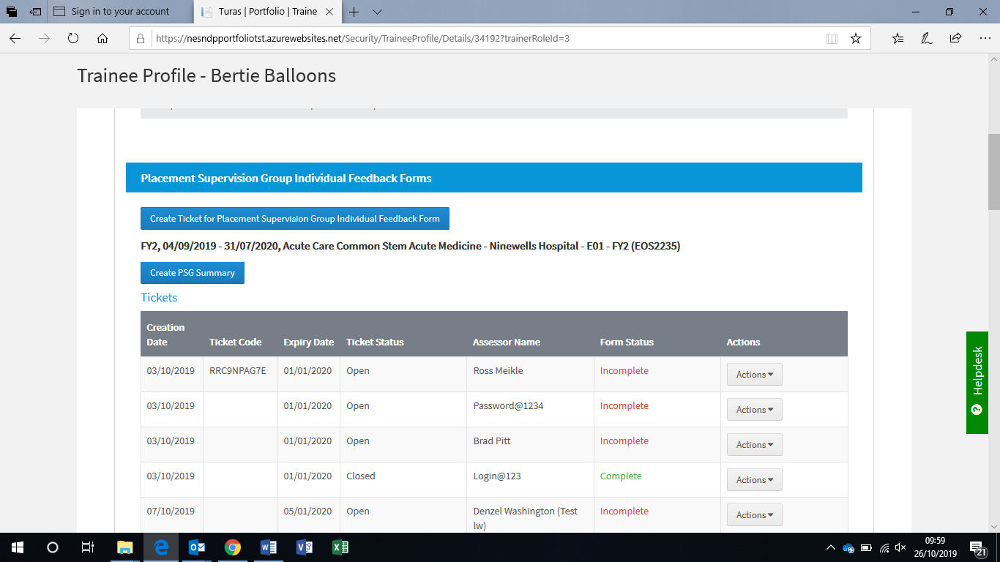 Sign in to your account
Turas | Portfolio | Traine
https://nesndpportfoliotst.azurewebsites.net/Security/TraineeProfile/Details/34192?trainerRoleId=3
Trainee Profile - Bertie Balloons
Placement Supervision Group Individual Feedback Forms
Create Ticket for Placement Supervision Group Individual Feedback Form
FY2, 04/09/2019 - 31/07/2020, Acute Care Common Stem Acute Medicine - Ninewells Hospital - E01 - FY2 (EOS2235)
Create PSG Summary
Tickets
Creation Date Ticket Code Expiry Date Ticket Status Assessor Name Form Status Actions
03/10/2019 RRC9NPAG7E 01/01/2020 Open Ross Meikle Incomplete Actions
03/10/2019 01/01/2020 Open Password@1234 Incomplete Actions
03/10/2019 01/01/2020 Open Brad Pitt Incomplete Actions
03/10/2019 01/01/2020 Closed Login@123 Complete Actions
07/10/2019 05/01/2020 Open Denzel Washington (Test lw) Incomplete Actions
Helpdesk
09:59
26/10/2019
21